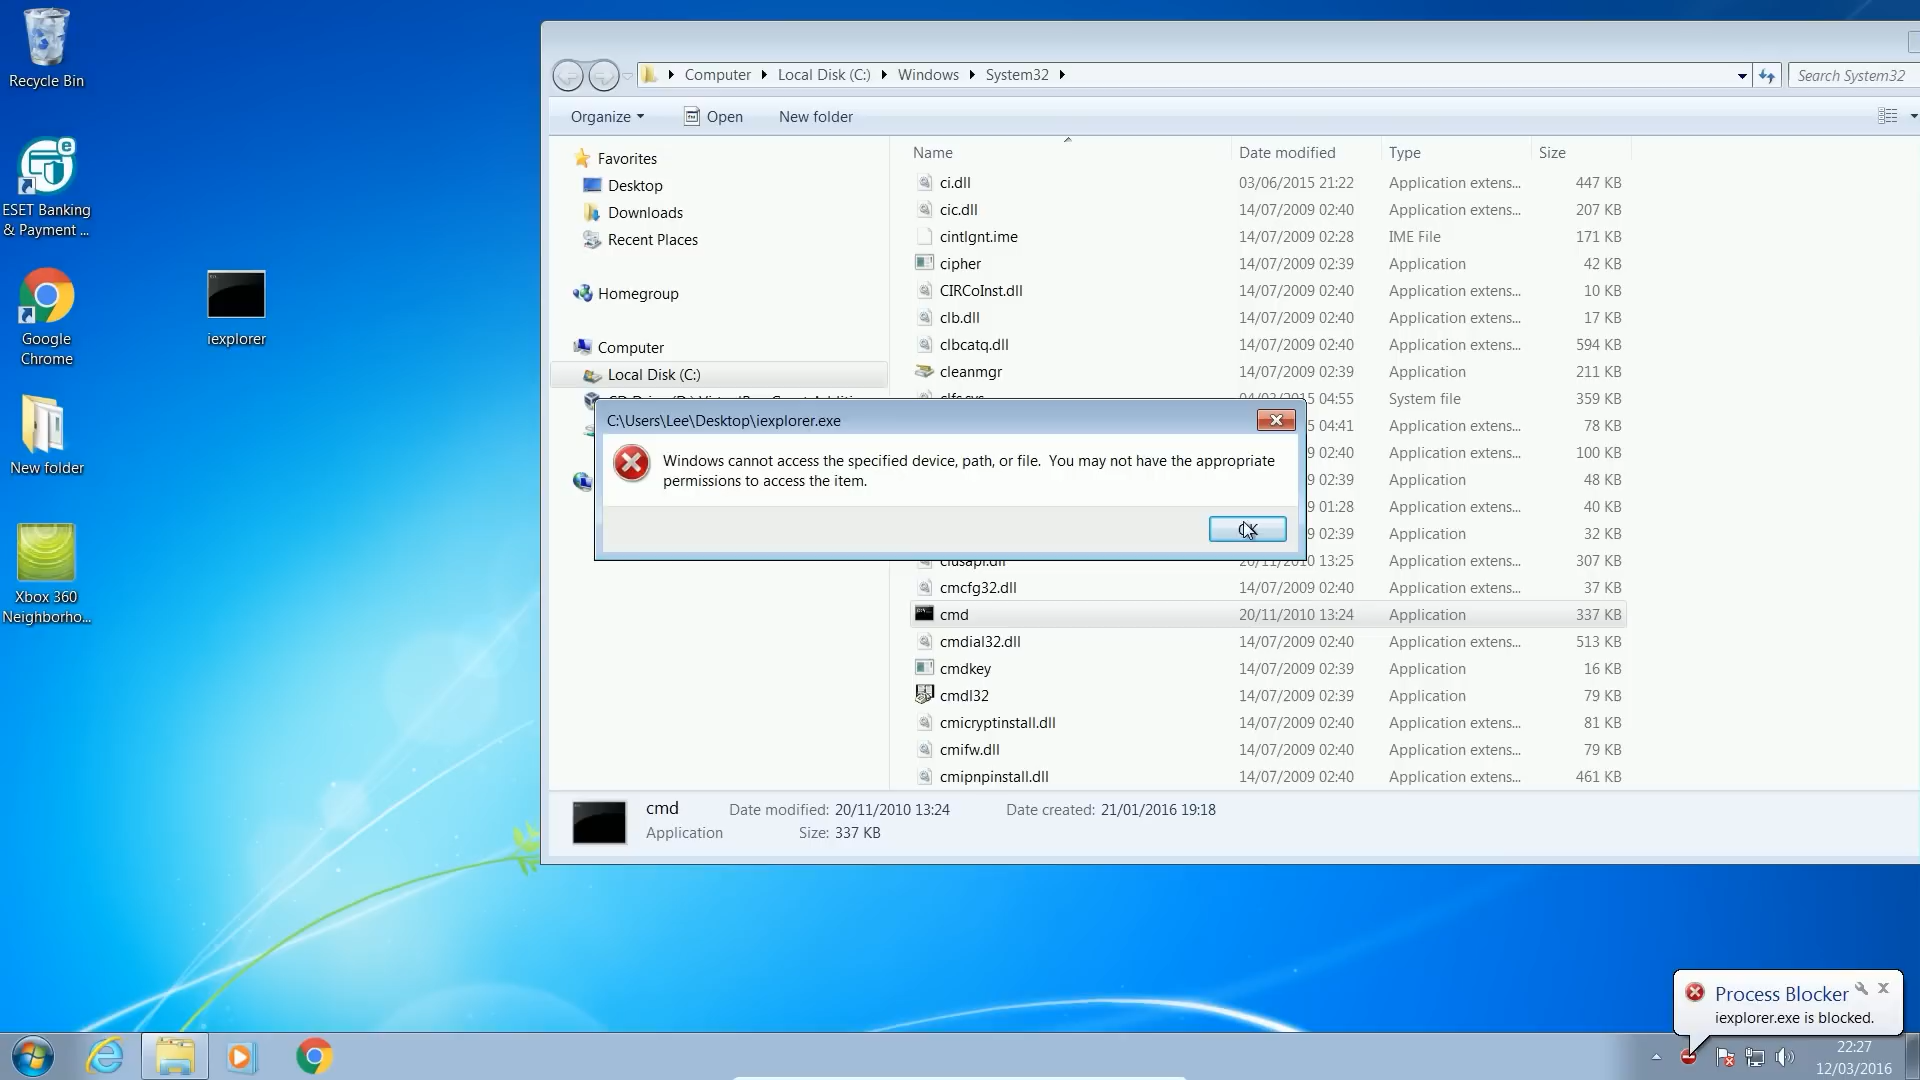 Recycle Bin
ESET Banking
& Payment ...
Google
Chrome
New folder
Xbox 360
Neighborho...
iexplorer
Computer
Local Disk (C:)
Windows
System32
Search System32
Organize
Open
New folder
Favorites
Desktop
Downloads
Recent Places
Homegroup
Computer
Local Disk (C:)
Name Date modified Type Size
ci.dll 03/06/2015 21:22 Application extens... 447 KB
cic.dll 14/07/2009 02:40 Application extens... 207 KB
cintlgnt.ime 14/07/2009 02:28 IME File 171 KB
cipher 14/07/2009 02:39 Application 42 KB
CIRCoInst.dll 14/07/2009 02:40 Application extens... 10 KB
clb.dll 14/07/2009 02:40 Application extens... 17 KB
clbcatq.dll 14/07/2009 02:40 Application extens... 594 KB
cleanmgr 14/07/2009 02:39 Application 211 KB
04:55 System file 359 KB
C:\Users\Lee\Desktop\iexplorer.exe
Windows cannot access the specified device, path, or file. You may not have the appropriate
permissions to access the item.
04:41 Application extens... 78 KB
02:40 Application extens... 100 KB
02:39 Application 48 KB
01:28 Application extens... 40 KB
02:39 Application 32 KB
13:25 Application extens... 307 KB
cmcfg32.dll 14/07/2009 02:40 Application extens... 37 KB
cmd 20/11/2010 13:24 Application 337 KB
cmdial32.dll 14/07/2009 02:40 Application extens... 513 KB
cmdkey 14/07/2009 02:39 Application 16 KB
cmdl32 14/07/2009 02:39 Application 79 KB
cmicryptinstall.dll 14/07/2009 02:40 Application extens... 81 KB
cmifw.dll 14/07/2009 02:40 Application extens... 79 KB
cmipnpinstall.dll 14/07/2009 02:40 Application extens... 461 KB
cmd Date modified: 20/11/2010 13:24 Date created: 21/01/2016 19:18
Application Size: 337 KB
Process Blocker
iexplorer.exe is blocked.
22:27
12/03/2016